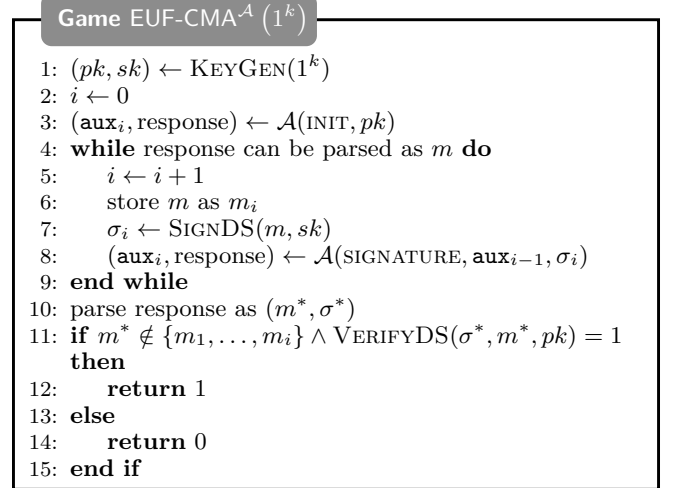 Game EUF-CMA^𝒜 (1^k)
1: (pk, sk) ← KEYGEN(1^k)
2: i ← 0
3: (aux_i, response) ← 𝒜(INIT, pk)
4: while response can be parsed as m do
5: i ← i + 1
6: store m as m_i
7: σ_i ← SIGNDS(m, sk)
8: (aux_i, response) ← 𝒜(SIGNATURE, aux_{i−1}, σ_i)
9: end while
10: parse response as (m*, σ*)
11: if m* ∉ {m_1, . . . , m_i} ∧ VERIFYDS(σ*, m*, pk) = 1
then
12: return 1
13: else
14: return 0
15: end if